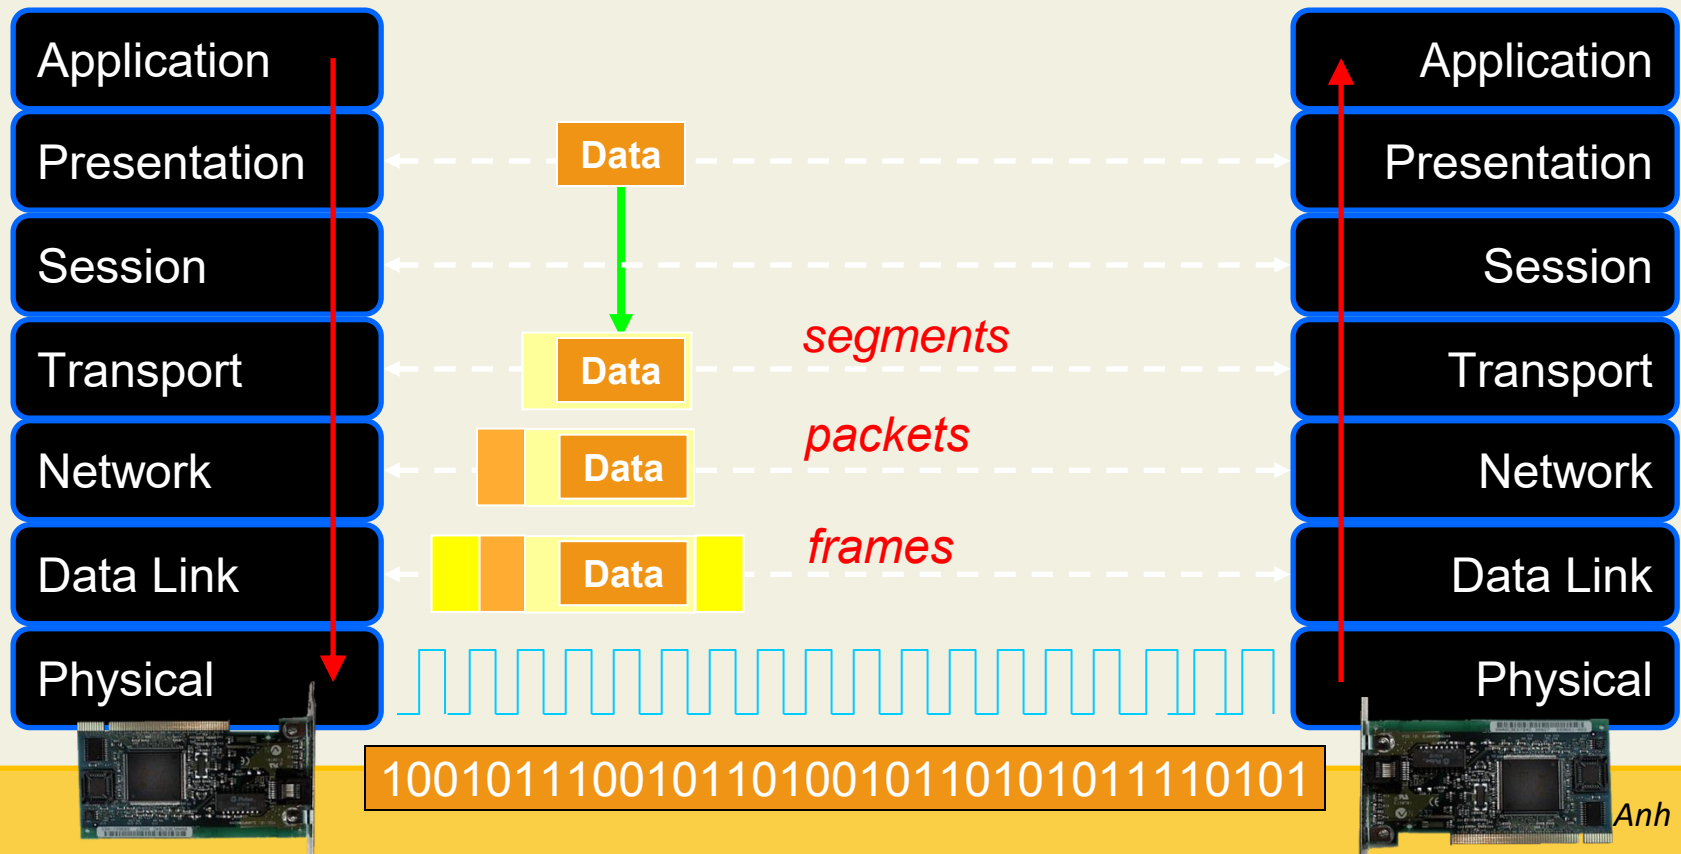 Application
Application
Data
Presentation
Presentation
Session
Session
segments
Transport
Data
Transport
packets
Network
Data
Network
frames
Data Link
Data
Data Link
Physical
Physical
1001011100101101001011010101011110101
Anh